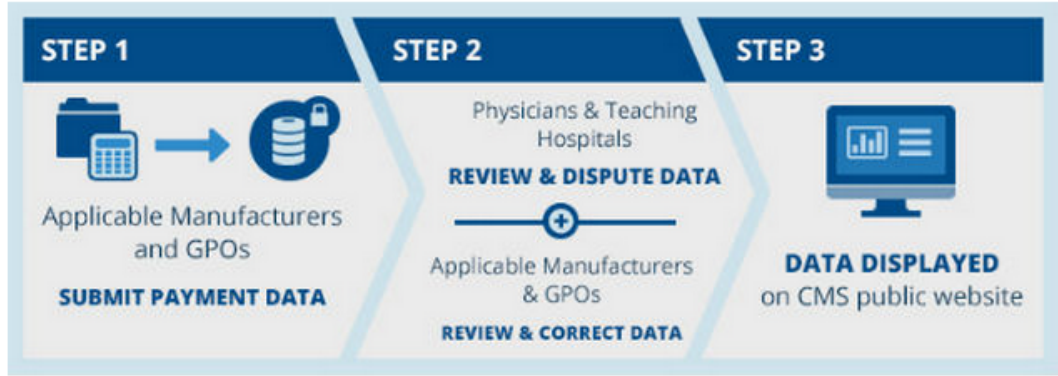 STEP 1
Applicable Manufacturers
and GPOs
SUBMIT PAYMENT DATA
STEP 2
Physicians & Teaching
Hospitals
REVIEW & DISPUTE DATA
Applicable Manufacturers
& GPOs
REVIEW & CORRECT DATA
STEP 3
DATA DISPLAYED
on CMS public website